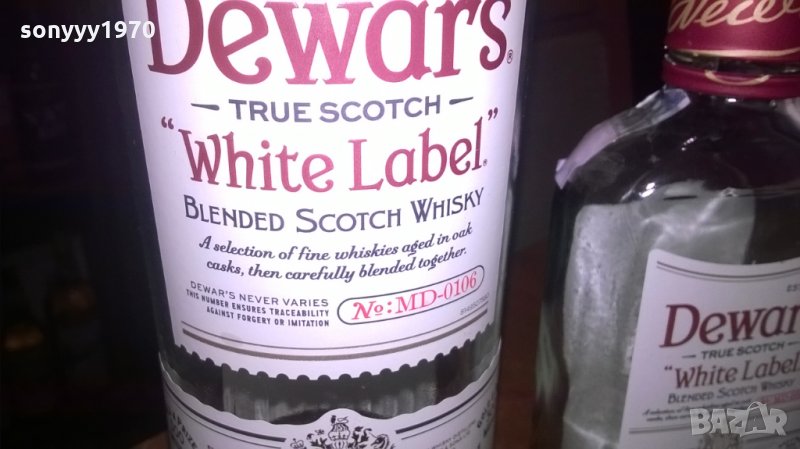 sonyyy1970
Dewar's
TRUE SCOTCH
"White Label"
BLENDED SCOTCH WHISKY
A selection of fine whiskies aged in oak
casks, then carefully blended together.
DEWAR'S NEVER VARIES
THIS NUMBER ENSURES TRACEABILITY
AGAINST FORGERY OR IMITATION
No: MD-0106
Dewar's
TRUE SCOTCH
"White Label"
BLENDED SCOTCH WHISKY
BAZAR